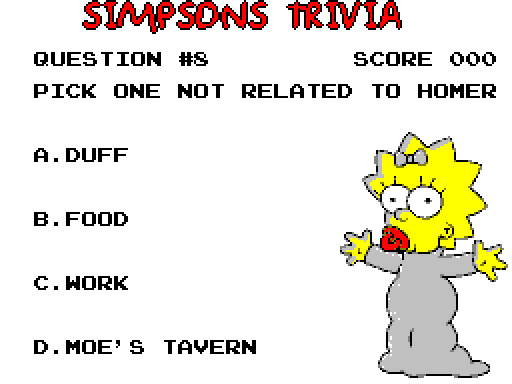 SIMPSONS TRIVIA
QUESTION #8 SCORE 000
PICK ONE NOT RELATED TO HOMER
A.DUFF
B.FOOD
C.WORK
D.MOE'S TAVERN